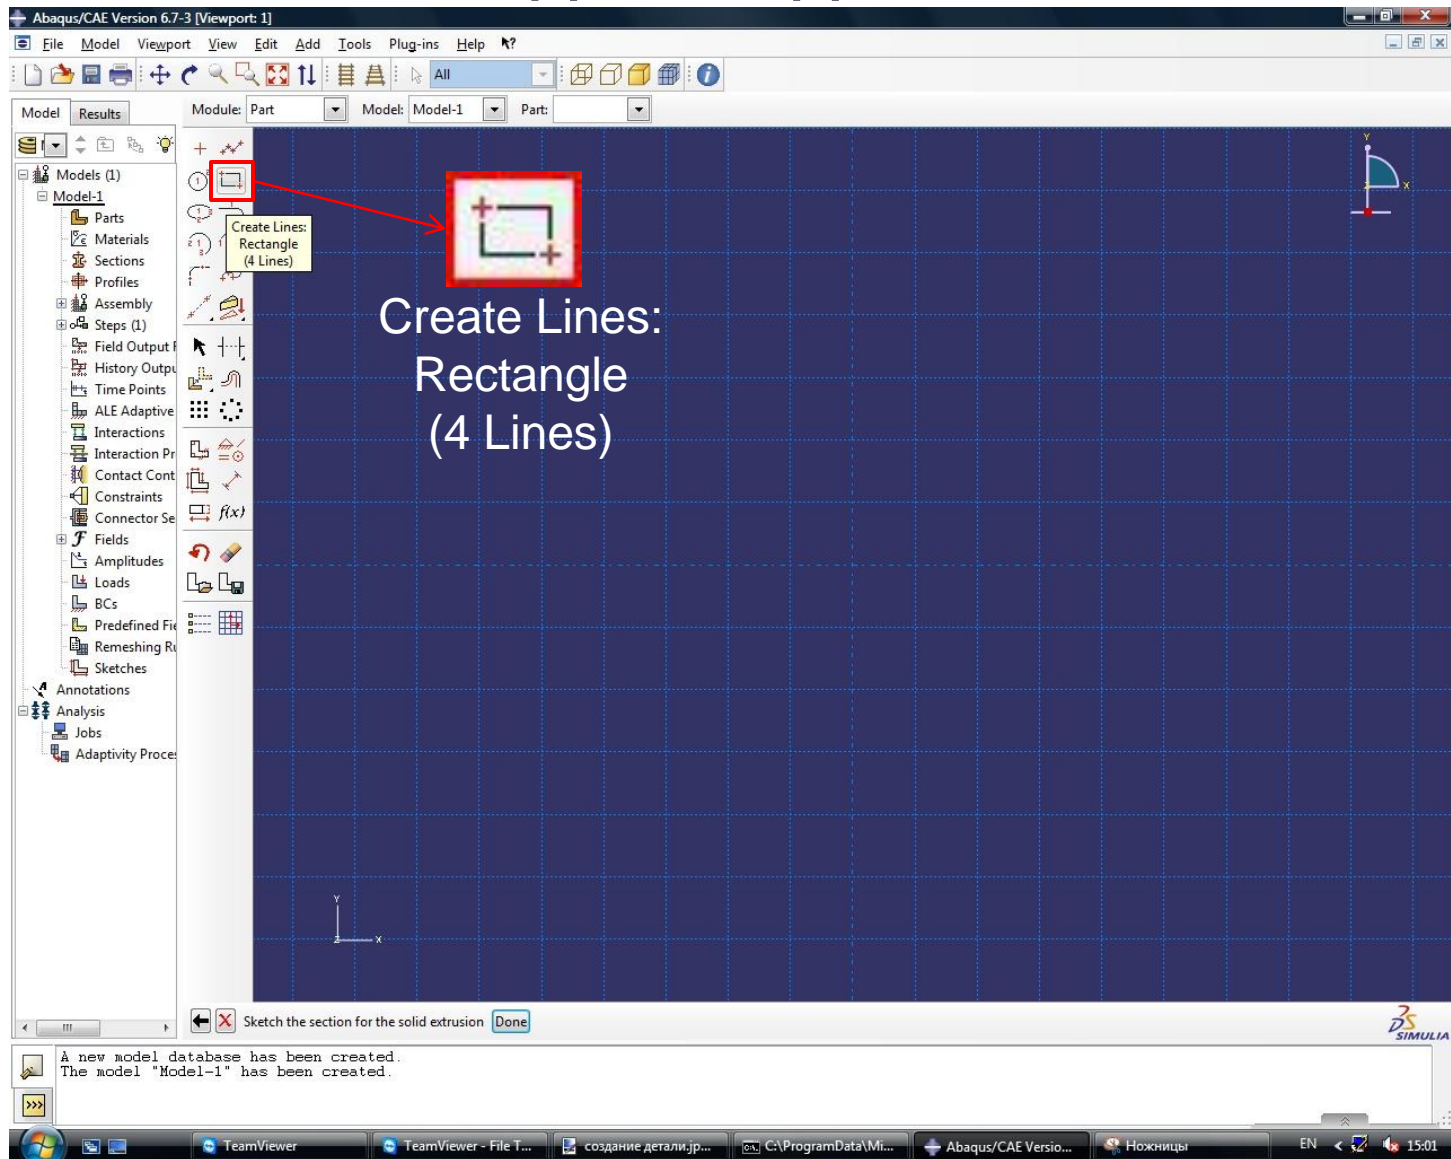 Abaqus/CAE Version 6.7-3 [Viewport: 1]
File Model Viewport View Edit Add Tools Plug-ins Help
All
Model Results
Module: Part Model: Model-1 Part:
Models (1)
Model-1
Parts
Materials
Sections
Profiles
Assembly
Steps (1)
Field Output F
History Outpu
Time Points
ALE Adaptive
Interactions
Interaction Pr
Contact Cont
Constraints
Connector Se
Fields
Amplitudes
Loads
BCs
Predefined Fie
Remeshing Ru
Sketches
Annotations
Analysis
Jobs
Adaptivity Proces
f(x)
Create Lines:
Rectangle
(4 Lines)
Create Lines:
Rectangle
(4 Lines)
Y
X
Z
Y
Z X
Sketch the section for the solid extrusion Done
SIMULIA
A new model database has been created.
The model "Model-1" has been created.
>>>
TeamViewer
TeamViewer - File T...
создание детали.jp...
C:\ProgramData\Mi...
Abaqus/CAE Versio...
Ножницы
EN
15:01